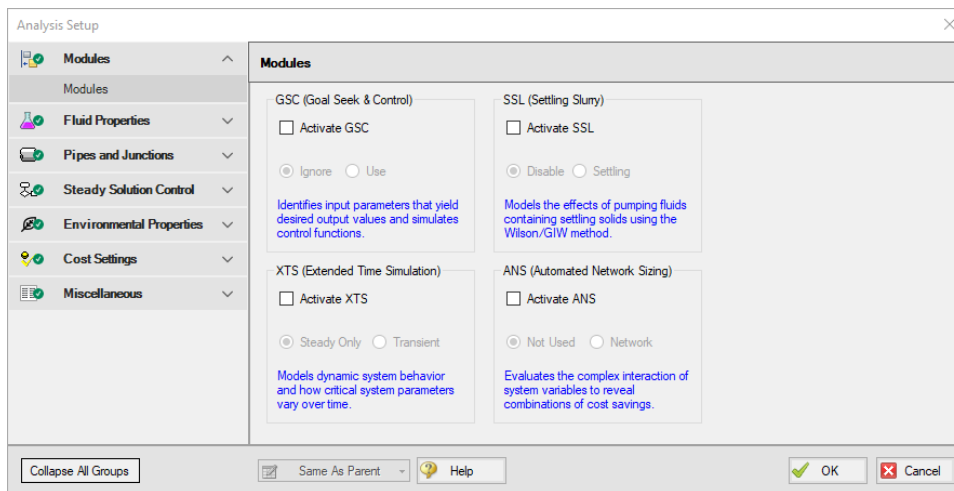 Analysis Setup
Modules
Modules
Fluid Properties
Pipes and Junctions
Steady Solution Control
Environmental Properties
Cost Settings
Miscellaneous
Modules
GSC (Goal Seek & Control)
Activate GSC
Ignore Use
Identifies input parameters that yield
desired output values and simulates
control functions.
SSL (Settling Slurry)
Activate SSL
Disable Settling
Models the effects of pumping fluids
containing settling solids using the
Wilson/GIW method.
XTS (Extended Time Simulation)
Activate XTS
Steady Only Transient
Models dynamic system behavior
and how critical system parameters
vary over time.
ANS (Automated Network Sizing)
Activate ANS
Not Used Network
Evaluates the complex interaction of
system variables to reveal
combinations of cost savings.
Collapse All Groups Same As Parent Help OK Cancel